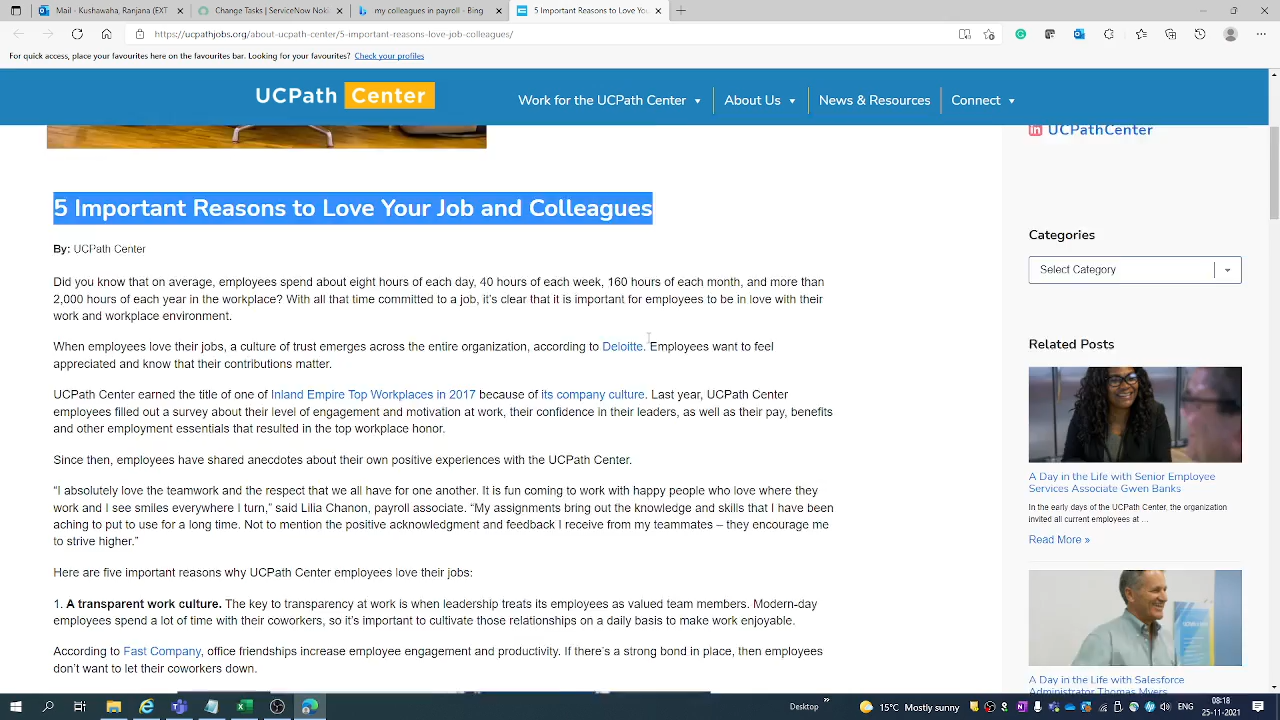 Mail - Kushwaha, Ranjana (EXT
Change Tasks | ServiceNow
my places in payroll - Bing
5 Important Reasons to Love You
https://ucpathjobs.org/about-ucpath-center/5-important-reasons-love-job-colleagues/
For quick access, place your favourites here on the favourites bar. Looking for your favourites? Check your profiles
UCPath Center
Work for the UCPath Center
About Us
News & Resources
Connect
UCPathCenter
5 Important Reasons to Love Your Job and Colleagues
By: UCPath Center
Did you know that on average, employees spend about eight hours of each day, 40 hours of each week, 160 hours of each month, and more than
2,000 hours of each year in the workplace? With all that time committed to a job, it's clear that it is important for employees to be in love with their
work and workplace environment.
When employees love their jobs, a culture of trust emerges across the entire organization, according to Deloitte. Employees want to feel
appreciated and know that their contributions matter.
UCPath Center earned the title of one of Inland Empire Top Workplaces in 2017 because of its company culture. Last year, UCPath Center
employees filled out a survey about their level of engagement and motivation at work, their confidence in their leaders, as well as their pay, benefits
and other employment essentials that resulted in the top workplace honor.
Since then, employees have shared anecdotes about their own positive experiences with the UCPath Center.
“I absolutely love the teamwork and the respect that we all have for one another. It is fun coming to work with happy people who love where they
work and I see smiles everywhere I turn,” said Lilia Chanon, payroll associate. “My assignments bring out the knowledge and skills that I have been
aching to put to use for a long time. Not to mention the positive acknowledgment and feedback I receive from my teammates – they encourage me
to strive higher.”
Here are five important reasons why UCPath Center employees love their jobs:
1. A transparent work culture. The key to transparency at work is when leadership treats its employees as valued team members. Modern-day
employees spend a lot of time with their coworkers, so it's important to cultivate those relationships on a daily basis to make work enjoyable.
According to Fast Company, office friendships increase employee engagement and productivity. If there's a strong bond in place, then employees
don't want to let their coworkers down.
Categories
Select Category
Related Posts
A Day in the Life with Senior Employee
Services Associate Gwen Banks
In the early days of the UCPath Center, the organization
invited all current employees at ...
Read More »
A Day in the Life with Salesforce
Administrator Thomas Myers
Desktop
15°C Mostly sunny
ENG
08:18
25-11-2021